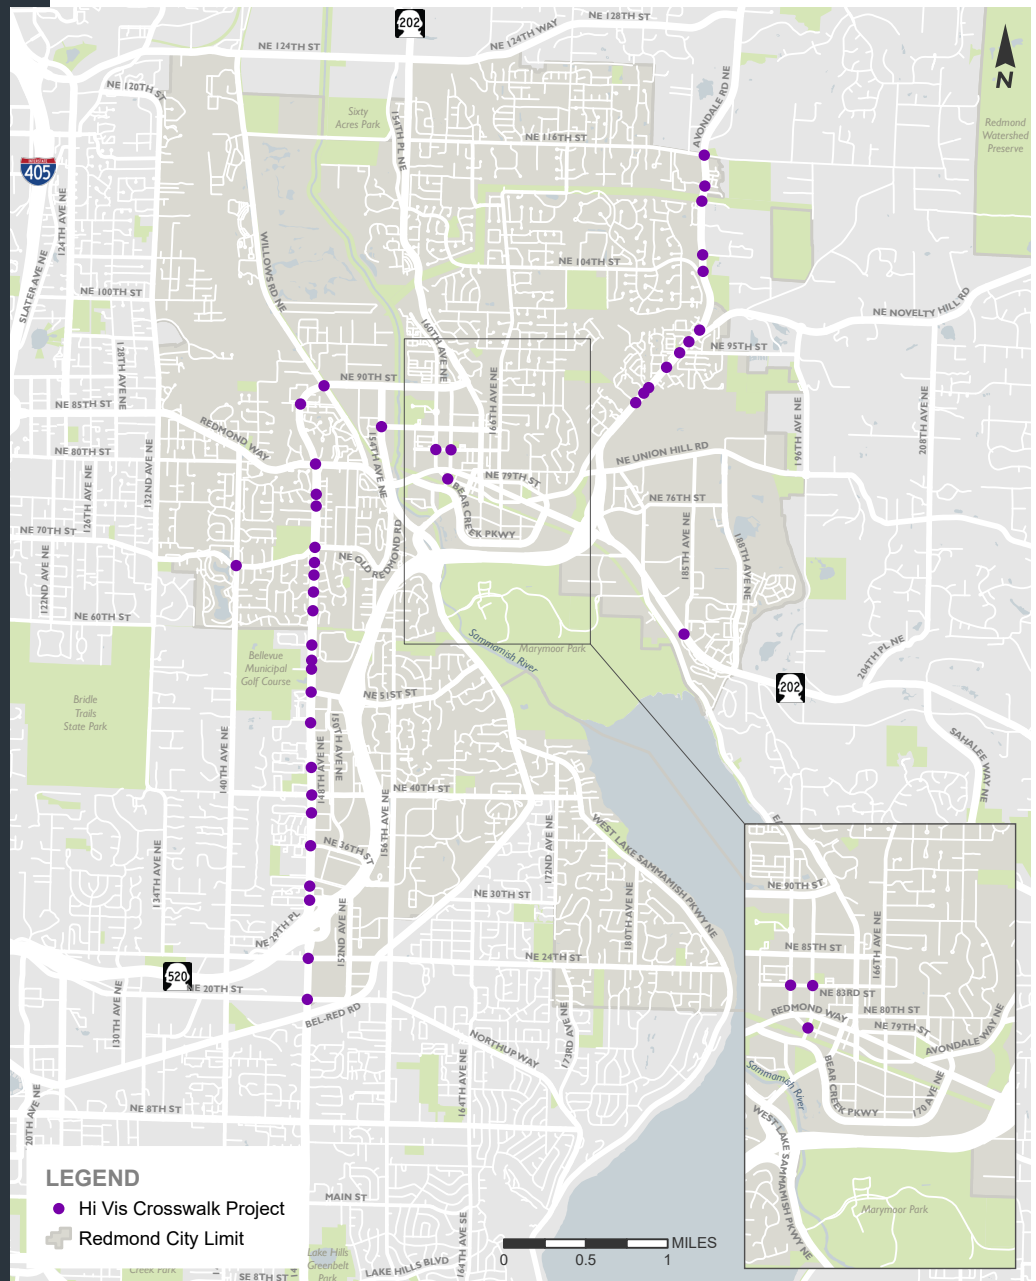 202
NE 128TH ST
NE 124TH WAY
NE 124TH ST
N
NE 120TH ST
Sixty
Acres Park
154TH PL NE
NE 116TH ST
AVONDALE RD NE
Redmond
Watershed
Preserve
INTERSTATE
405
124TH AVE NE
SLATER AVE NE
WILLOWS RD NE
NE 104TH ST
NE 100TH ST
NE NOVELTY HILL RD
128TH AVE NE
160TH AVE NE
NE 95TH ST
NE 90TH ST
166TH AVE NE
NE 85TH ST
REDMOND WAY
196TH AVE NE
208TH AVE NE
132ND AVE NE
NE 80TH ST
126TH AVE NE
154TH AVE NE
NE UNION HILL RD
NE 79TH ST
BEAR CREEK PKWY
NE 76TH ST
NE 70TH ST
NE OLD REDMOND RD
185TH AVE NE
188TH AVE NE
122ND AVE NE
NE 60TH ST
Sammamish River
Marymoor Park
204TH PL NE
Bellevue
Municipal
Golf Course
202
Bridle
Trails
State Park
NE 51ST ST
150TH AVE NE
140TH AVE NE
148TH AVE NE
SAHALEE WAY NE
NE 40TH ST
156TH AVE NE
NE 36TH ST
172ND AVE NE
WEST LAKE SAMMAMISH PKWY NE
134TH AVE NE
NE 30TH ST
180TH AVE NE
NE 29TH PL
152ND AVE NE
NE 24TH ST
520
NE 20TH ST
130TH AVE NE
BEL-RED RD
NORTHUP WAY
173RD AVE NE
164TH AVE NE
NE 8TH ST
20TH AVE NE
NE 90TH ST
166TH AVE NE
NE 85TH ST
NE 83RD ST
REDMOND WAY
NE 80TH ST
NE 79TH ST
AVONDALE WAY NE
Sammamish River
BEAR CREEK PKWY
170 AVE NE
WEST LAKE SAMMAMISH PKWY NE
Marymoor Park
LEGEND
Hi Vis Crosswalk Project
Redmond City Limit
MAIN ST
164TH AVE SE
Lake Hills
Greenbelt
Park
LAKE HILLS BLVD
SE 8TH ST
Creek Park
0 0.5 1 MILES